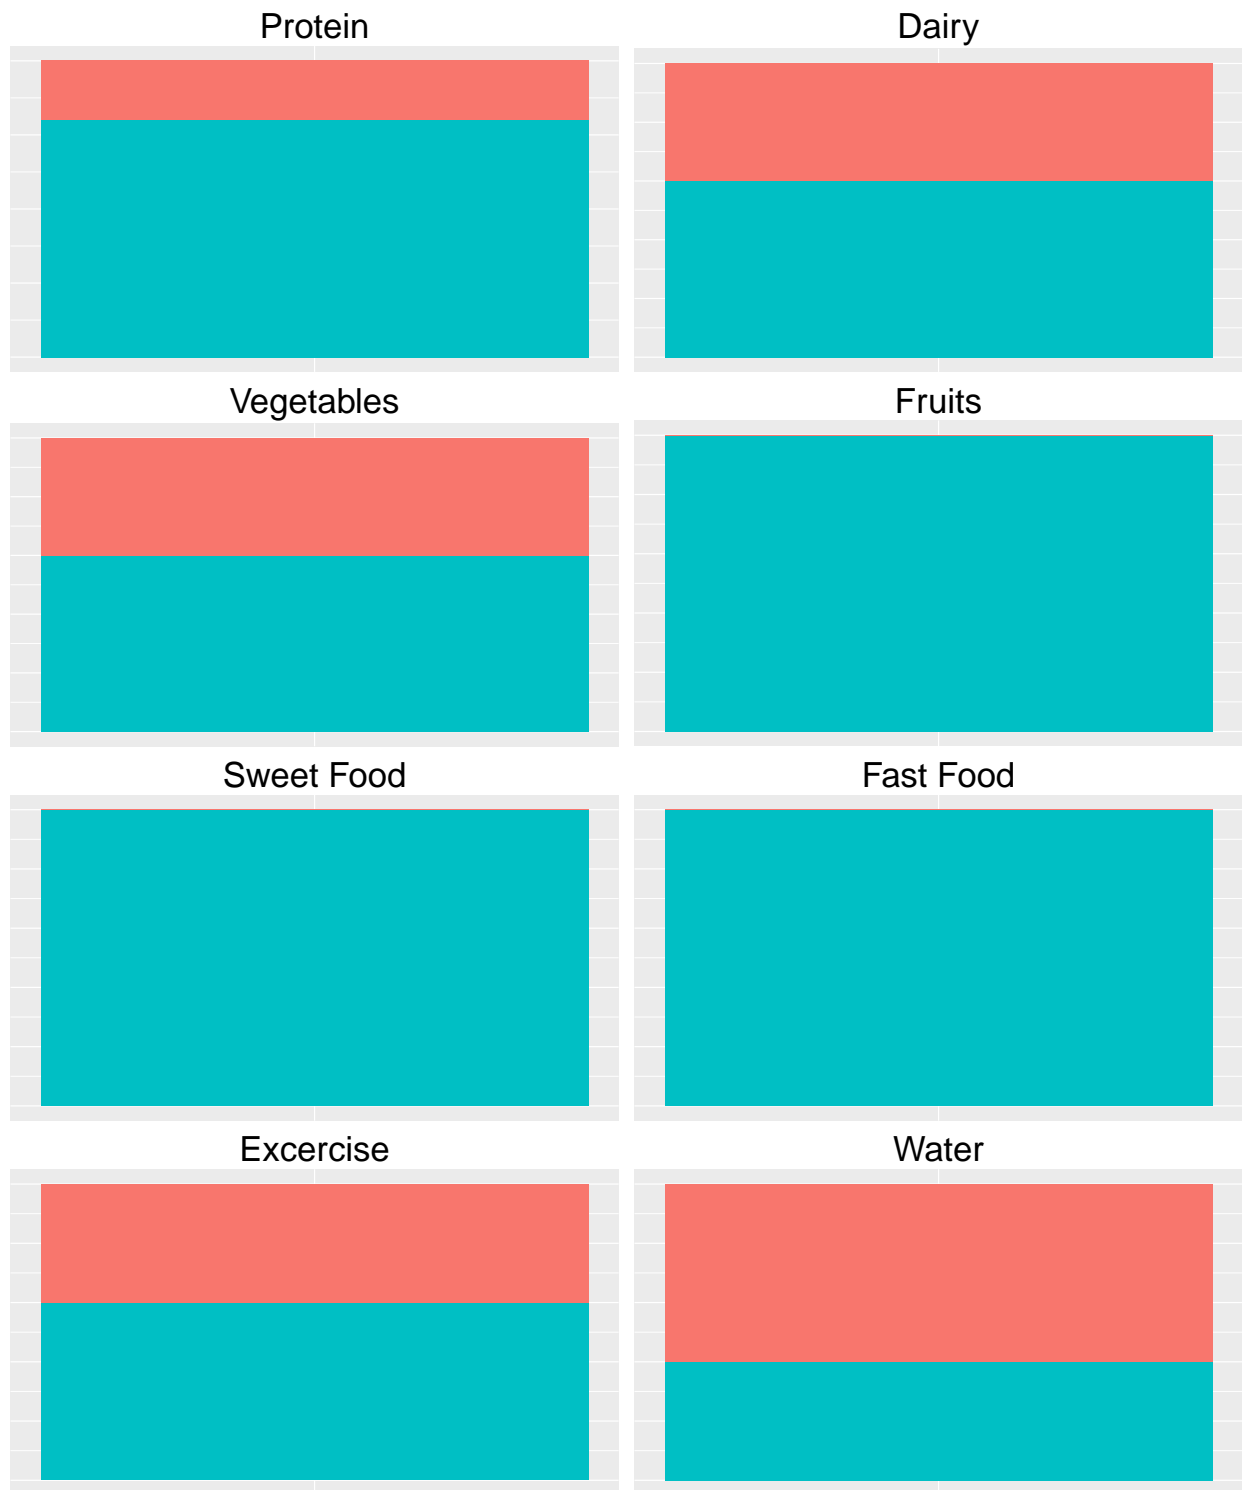 Protein
Dairy
Vegetables
Fruits
Sweet Food
Fast Food
Excercise
Water